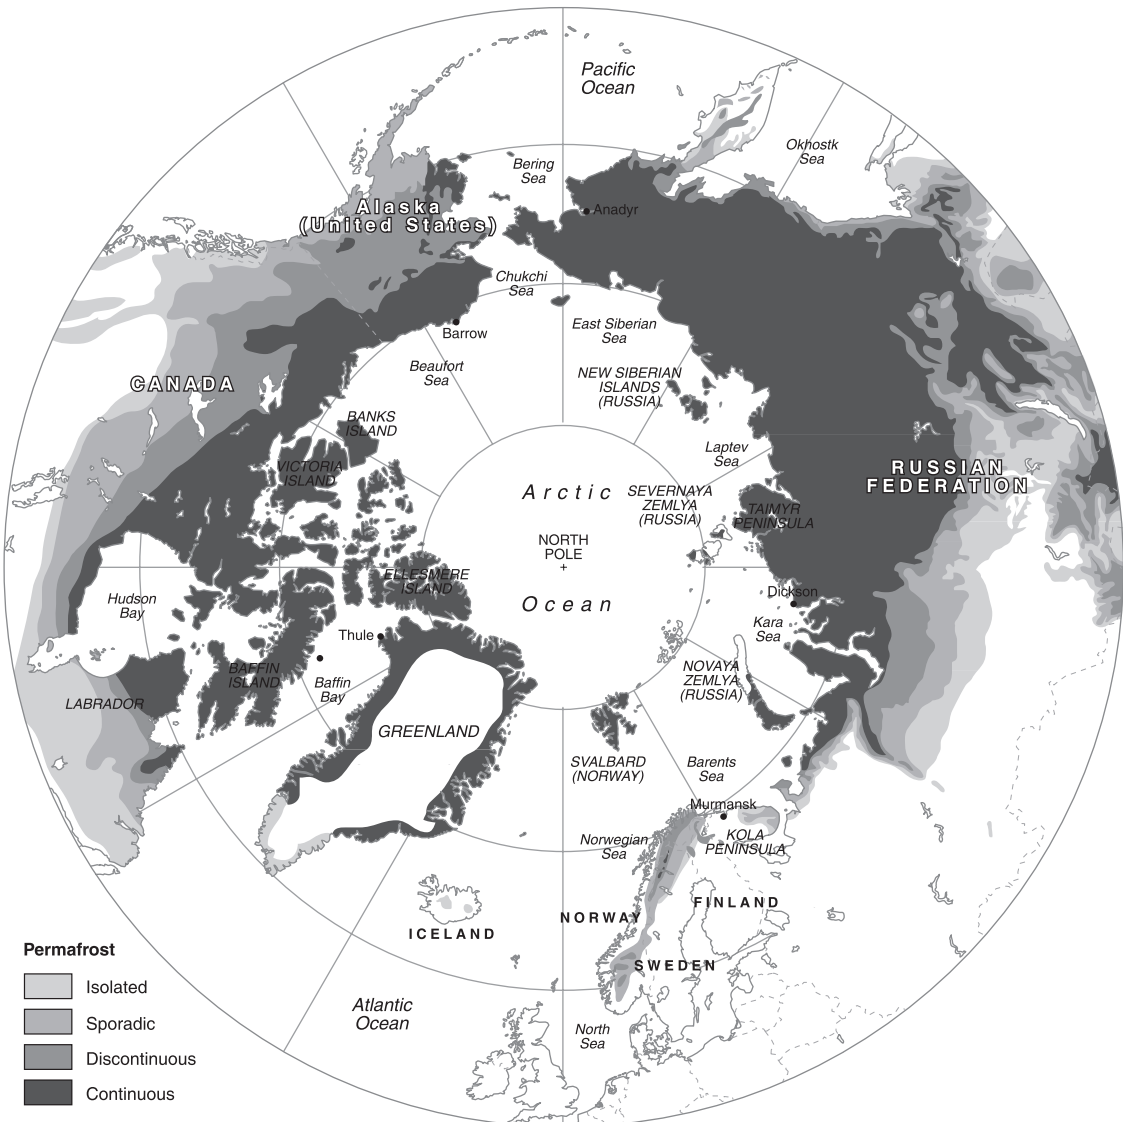 Pacific
Ocean
Okhostk
Sea
Bering
Sea
Anadyr
Alaska
(United States)
Chukchi
Sea
East Siberian
Sea
Barrow
Beaufort
Sea
NEW SIBERIAN
ISLANDS
(RUSSIA)
CANADA
BANKS
ISLAND
VICTORIA
ISLAND
Laptev
Sea
RUSSIAN
FEDERATION
Arctic
SEVERNAYA
ZEMLYA
(RUSSIA)
TAIMYR
PENINSULA
NORTH
POLE
+
ELLESMERE
ISLAND
Ocean
Hudson
Bay
Dickson
Kara
Sea
Thule
BAFFIN
ISLAND
Baffin
Bay
NOVAYA
ZEMLYA
(RUSSIA)
LABRADOR
GREENLAND
SVALBARD
(NORWAY)
Barents
Sea
Murmansk
KOLA
PENINSULA
Norwegian
Sea
FINLAND
NORWAY
ICELAND
SWEDEN
Atlantic
Ocean
North
Sea
Permafrost
Isolated
Sporadic
Discontinuous
Continuous